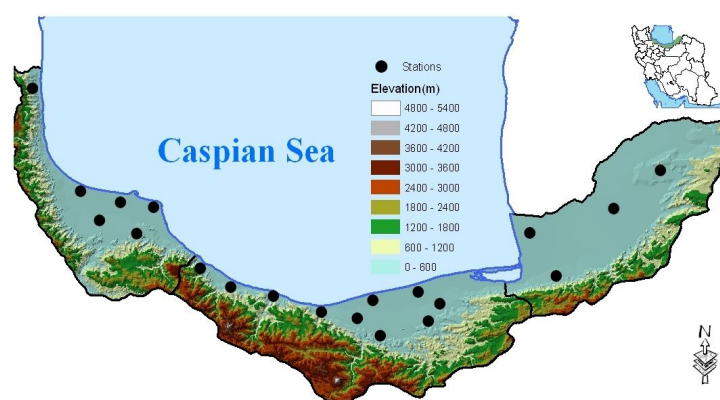 Stations
Elevation(m)
4800 - 5400
4200 - 4800
3600 - 4200
3000 - 3600
2400 - 3000
1800 - 2400
1200 - 1800
600 - 1200
0 - 600
Caspian Sea
N